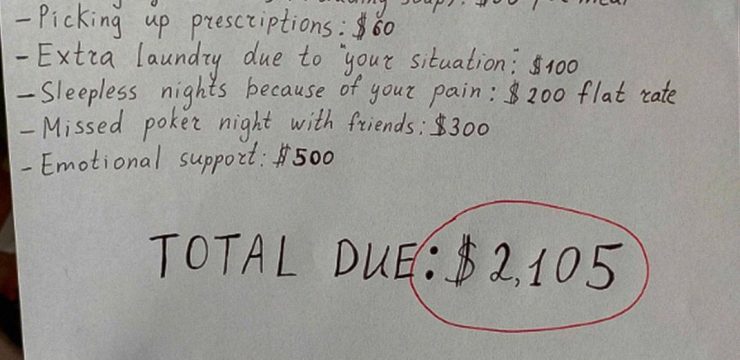 - Picking up prescriptions: $60
- Extra laundry due to "your situation": $100
- Sleepless nights because of your pain: $200 flat rate
- Missed poker night with friends: $300
- Emotional support: $500
TOTAL DUE: $2,105